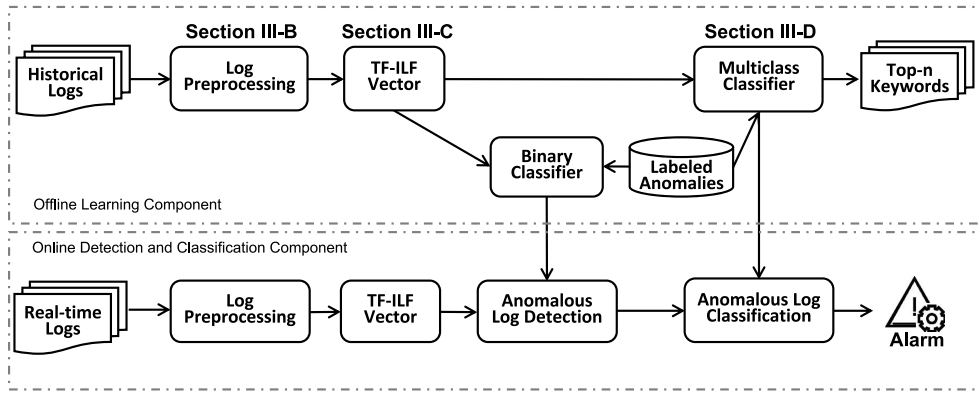 Section III-B
Section III-C
Section III-D
Historical
Logs
Log
Preprocessing
TF-ILF
Vector
Multiclass
Classifier
Top-n
Keywords
Binary
Classifier
Labeled
Anomalies
Offline Learning Component
Online Detection and Classification Component
Real-time
Logs
Log
Preprocessing
TF-ILF
Vector
Anomalous
Log Detection
Anomalous Log
Classification
Alarm